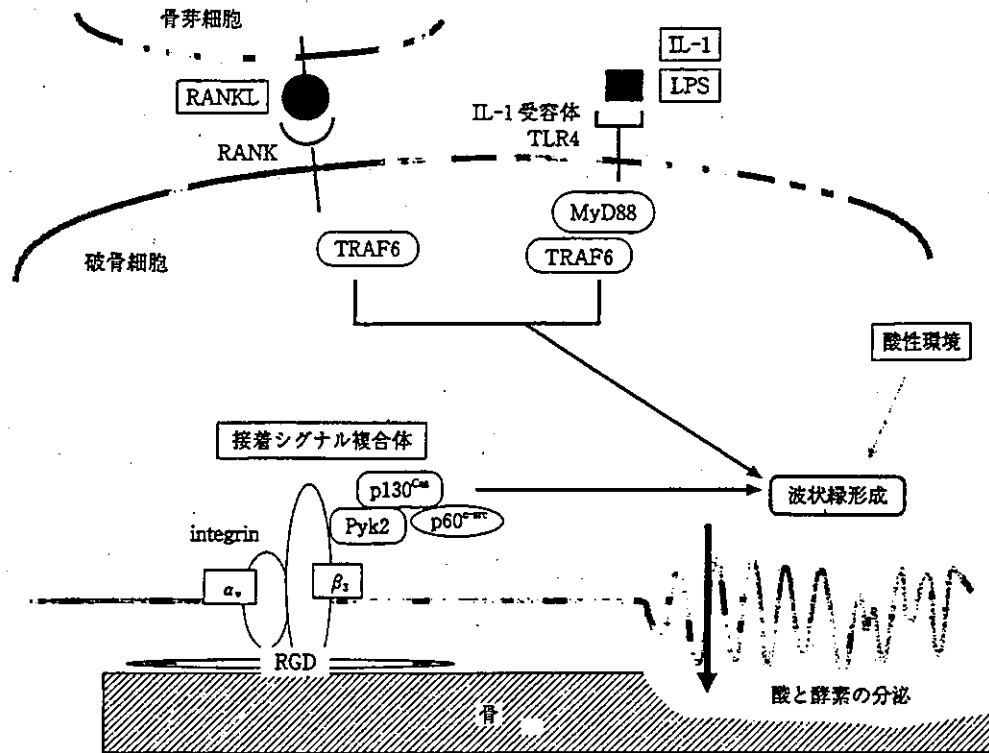 骨芽細胞
IL-1
RANKL
LPS
IL-1 受容体
TLR4
RANK
MyD88
TRAF6
TRAF6
破骨細胞
酸性環境
接着シグナル複合体
p130Cas
波状縁形成
Pyk2
p60c-src
integrin
αv
β3
RGD
酸と酵素の分泌
骨